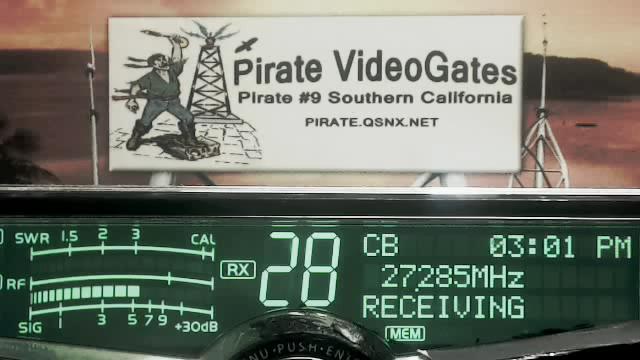 Pirate VideoGates
Pirate #9 Southern California
PIRATE.QSNX.NET
SWR 1.5 2 3 CAL
RX 28 CB 03:01 PM
RF
27285MHz
RECEIVING
SiG 1 3 5 7 9 +30dB
MEM
PUSH